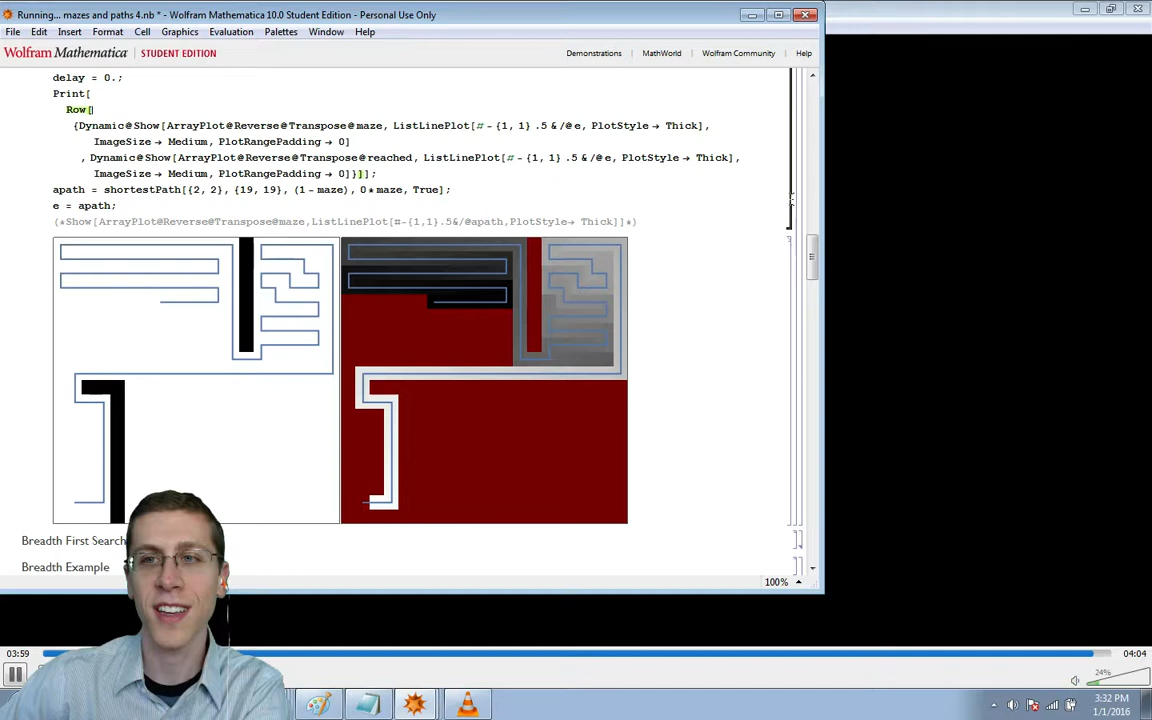 Running... mazes and paths 4.nb * - Wolfram Mathematica 10.0 Student Edition - Personal Use Only
File Edit Insert Format Cell Graphics Evaluation Palettes Window Help
Wolfram Mathematica | STUDENT EDITION Demonstrations | MathWorld | Wolfram Community | Help
delay = 0.;
Print[
Row[
{Dynamic@Show[ArrayPlot@Reverse@Transpose@maze, ListLinePlot[# - {1, 1} .5 & /@ e, PlotStyle → Thick],
ImageSize → Medium, PlotRangePadding → 0]
, Dynamic@Show[ArrayPlot@Reverse@Transpose@reached, ListLinePlot[# - {1, 1} .5 & /@ e, PlotStyle → Thick],
ImageSize → Medium, PlotRangePadding → 0]}]];
apath = shortestPath[{2, 2}, {19, 19}, (1 - maze), 0 * maze, True];
e = apath;
(*Show[ArrayPlot@Reverse@Transpose@maze,ListLinePlot[#-{1,1}.5&/@apath,PlotStyle→ Thick]]*)
Breadth First Search
Breadth Example
100%
03:59
04:04
24%
3:32 PM
1/1/2016